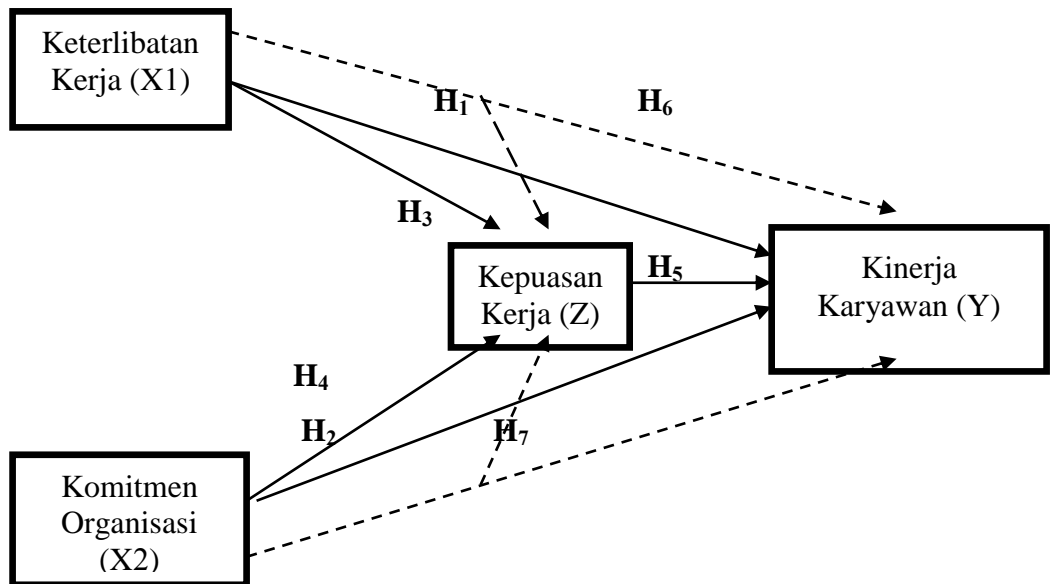 Keterlibatan
Kerja (X1)
H₁
H₆
H₃
Kepuasan
Kerja (Z)
H₅
Kinerja
Karyawan (Y)
H₄
H₂
H₇
Komitmen
Organisasi
(X2)